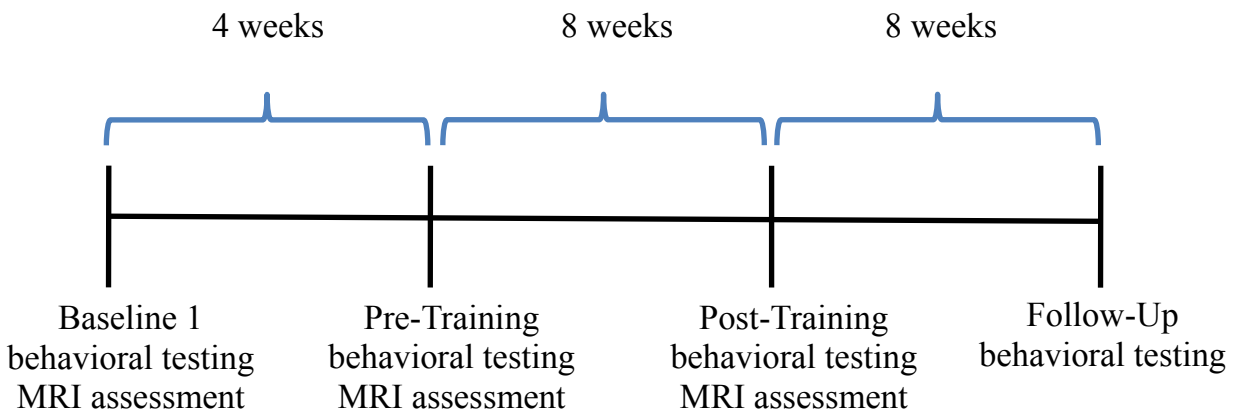 4 weeks
8 weeks
8 weeks
Baseline 1
behavioral testing
MRI assessment
Pre-Training
behavioral testing
MRI assessment
Post-Training
behavioral testing
MRI assessment
Follow-Up
behavioral testing